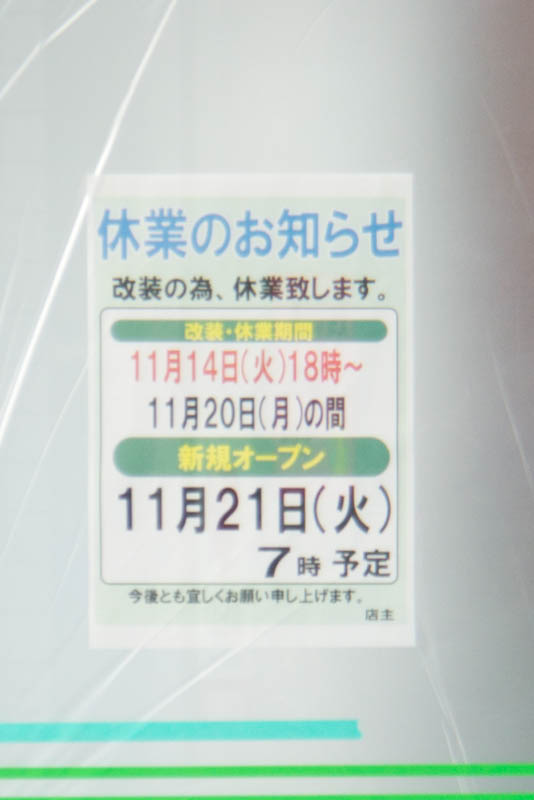 休業のお知らせ
改装の為、休業致します。
改装・休業期間
11月14日(火)18時～
11月20日(月)の間
新規オープン
11月21日(火)
7時 予定
今後とも宜しくお願い申し上げます。
店主